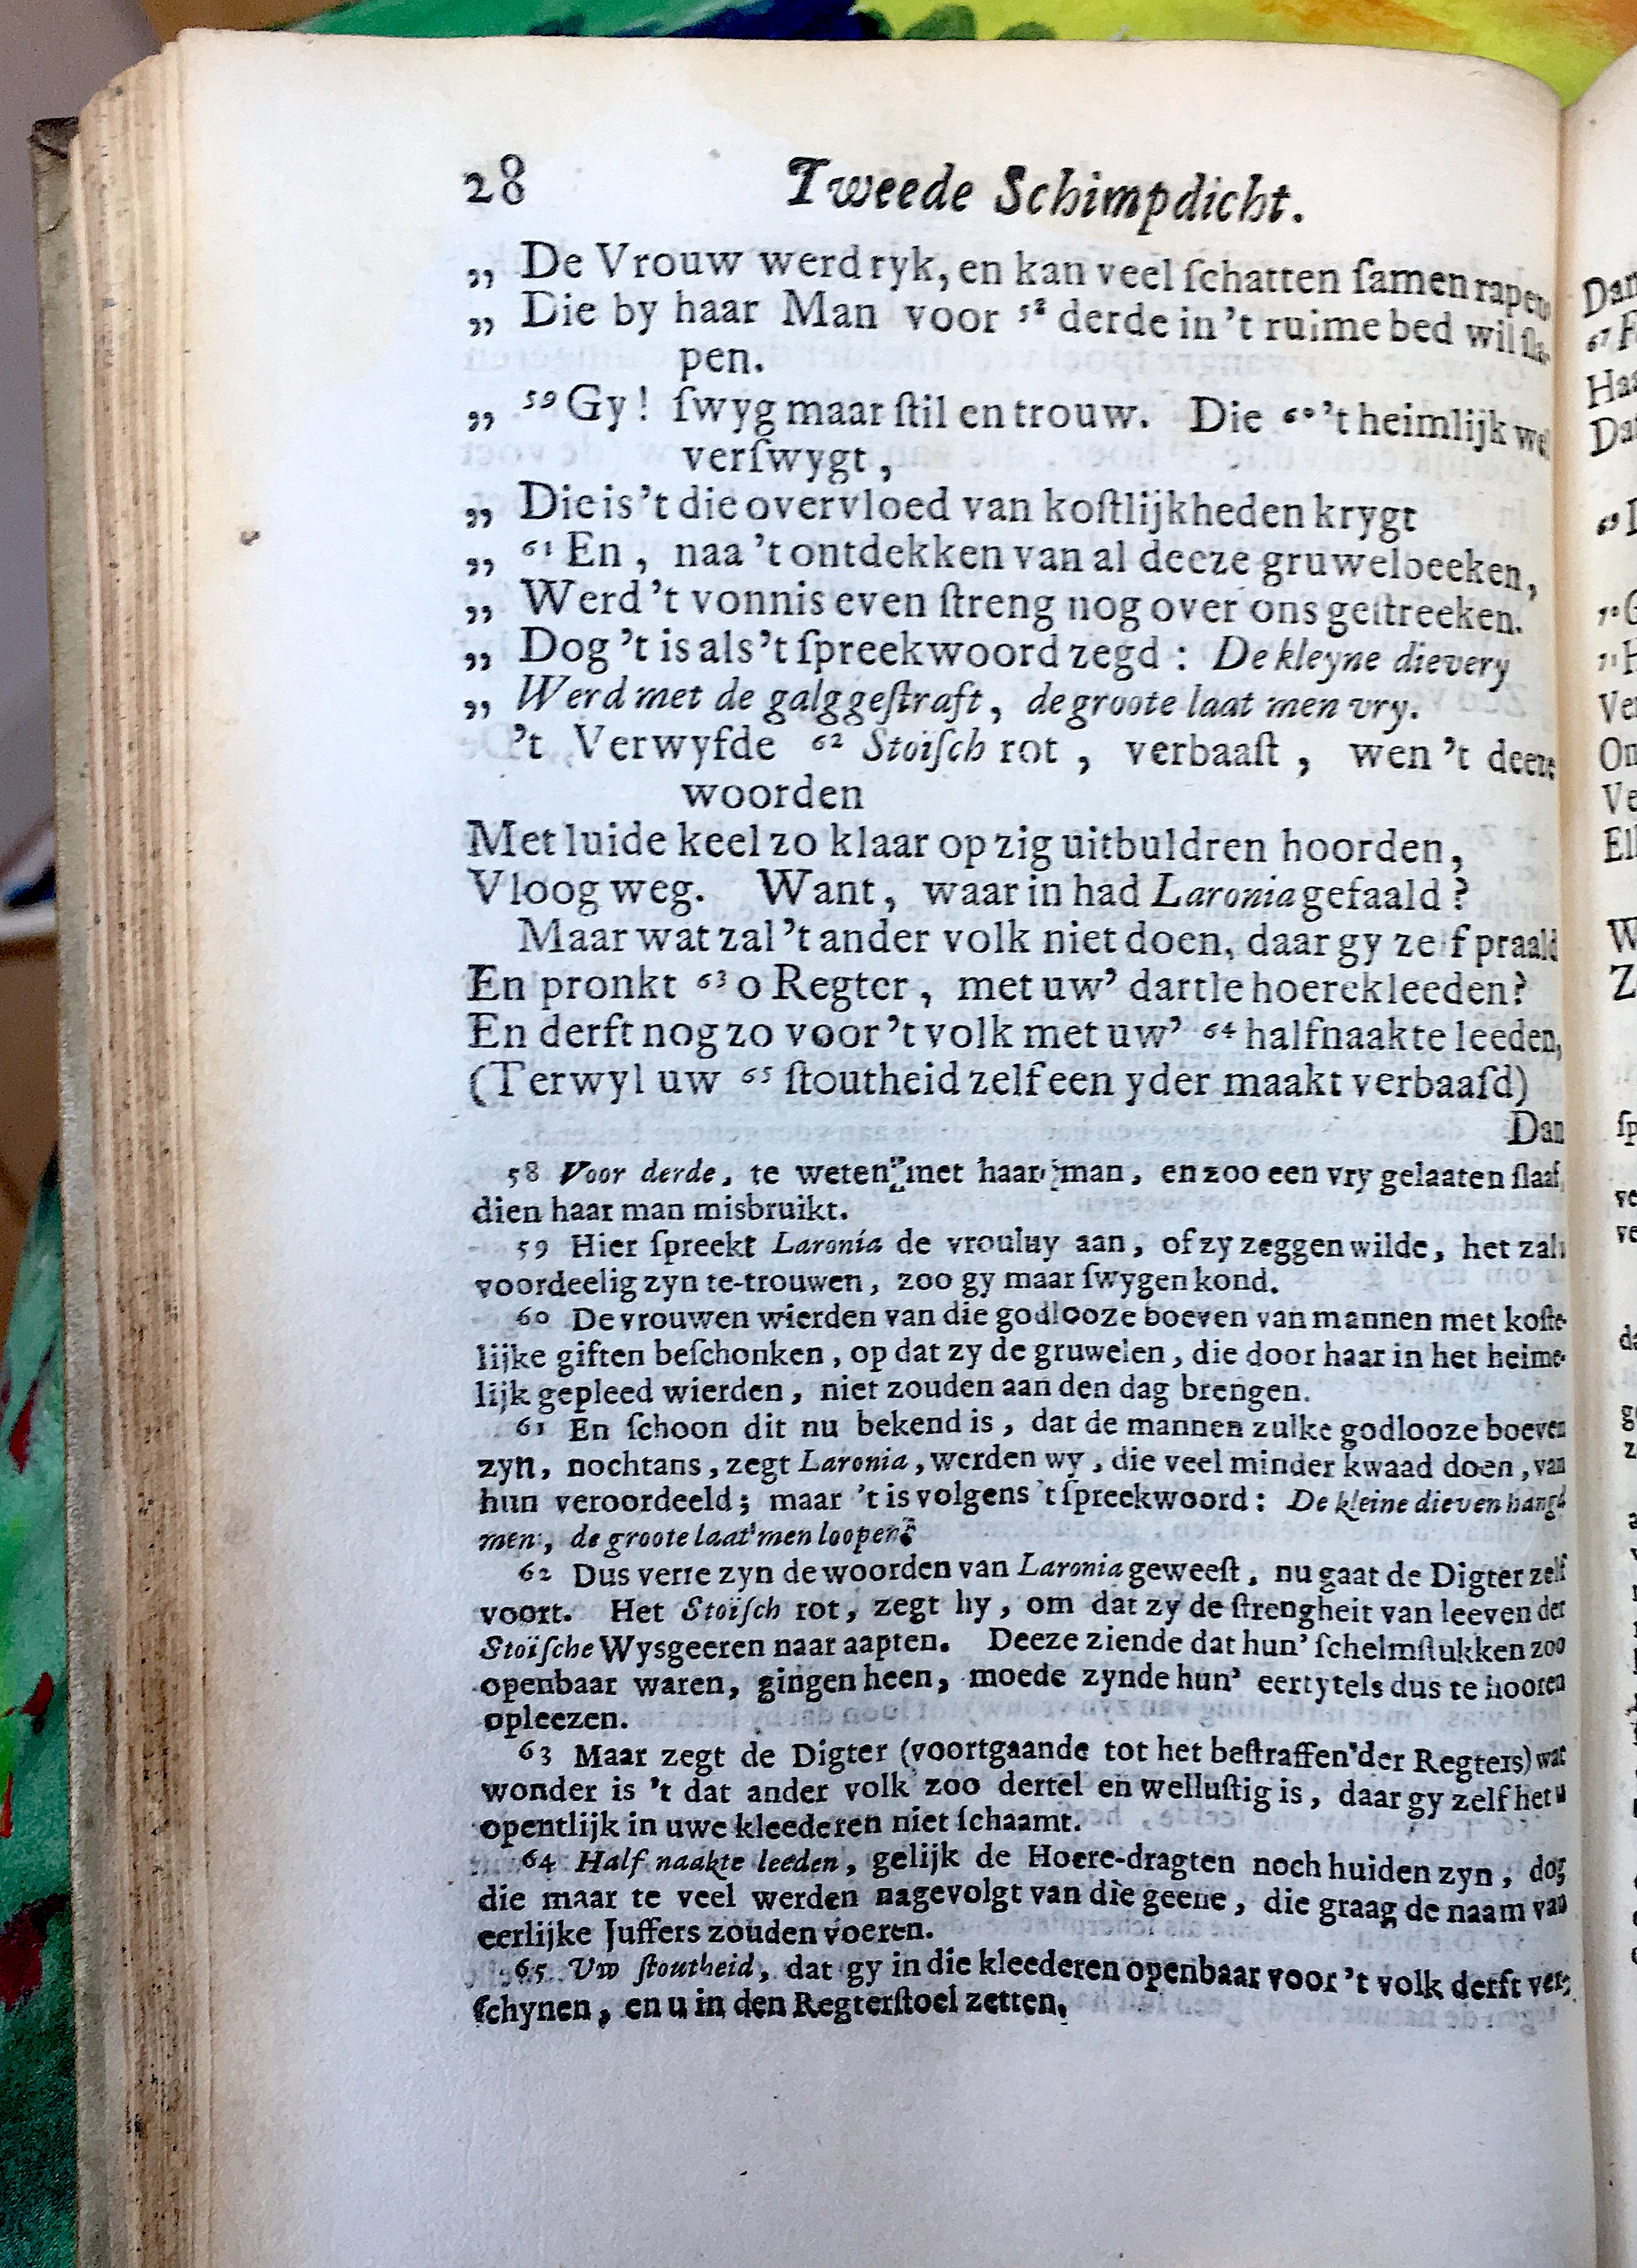 28 Tweede Schimpdicht.
„ De Vrouw werd ryk, en kan veel ſchatten ſamen rapen
„ Die by haar Man voor ⁵⁸ derde in 't ruime bed wil ſla-
pen.
„ ⁵⁹ Gy! ſwyg maar ſtil en trouw. Die ⁶⁰ 't heimlijk wel
verſwygt,
„ Die is 't die overvloed van koſtlijkheden krygt
„ ⁶¹ En, naa 't ontdekken van al deeze gruwelbeeken,
„ Werd 't vonnis even ſtreng nog over ons geſtreeken.
„ Dog 't is als 't ſpreekwoord zegd: De kleyne dievery
„ Werd met de galg geſtraft, de groote laat men vry.
't Verwyfde ⁶² Stoïſch rot, verbaaſt, wen 't deeze
woorden
Met luide keel zo klaar op zig uitbuldren hoorden,
Vloog weg. Want, waar in had Laronia gefaald?
Maar wat zal 't ander volk niet doen, daar gy zelf praald
En pronkt ⁶³ o Regter, met uw' dartle hoerekleeden?
En derft nog zo voor 't volk met uw' ⁶⁴ halfnaakte leeden,
(Terwyl uw ⁶⁵ ſtoutheid zelf een yder maakt verbaaſd)
Dan
58 Voor derde, te weten met haar man, en zoo een vry gelaaten ſlaaf,
dien haar man misbruikt.
59 Hier ſpreekt Laronia de vrouluy aan, of zy zeggen wilde, het zal u
voordeelig zyn te-trouwen, zoo gy maar ſwygen kond.
60 De vrouwen wierden van die godlooze boeven van mannen met koſte-
lijke giften beſchonken, op dat zy de gruwelen, die door haar in het heime-
lijk gepleed wierden, niet zouden aan den dag brengen.
61 En ſchoon dit nu bekend is, dat de mannen zulke godlooze boeven
zyn, nochtans, zegt Laronia, werden wy, die veel minder kwaad doen, van
hun veroordeeld; maar 't is volgens 't ſpreekwoord: De kleine dieven hangd
men, de groote laat men loopen.
62 Dus verre zyn de woorden van Laronia geweeſt, nu gaat de Digter zelf
voort. Het Stoïſch rot, zegt hy, om dat zy de ſtrengheit van leeven der
Stoïſche Wysgeeren naar aapten. Deeze ziende dat hun' ſchelmſtukken zoo
openbaar waren, gingen heen, moede zynde hun' eertytels dus te hooren
opleezen.
63 Maar zegt de Digter (voortgaande tot het beſtraffen der Regters) wat
wonder is 't dat ander volk zoo dertel en welluſtig is, daar gy zelf het u
opentlijk in uwe kleederen niet ſchaamt.
64 Half naakte leeden, gelijk de Hoere-dragten noch huiden zyn, dog
die maar te veel werden nagevolgt van die geene, die graag de naam van
eerlijke Juffers zouden voeren.
65 Uw ſtoutheid, dat gy in die kleederen openbaar voor 't volk derft ver-
ſchynen, en u in den Regterſtoel zetten.